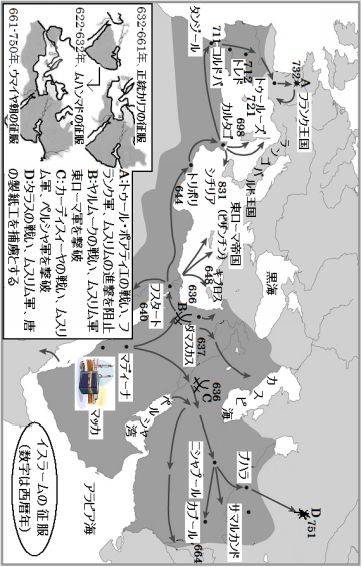 イスラームの征服
(数字は西暦年)
732 A フランク王国
トゥールーズ
721
トレド
712
711 コルドバ
タンジール
698
カルタゴ
ランゴバルド王国
シチリア
831
トリポリ
644
東ローマ帝国
(ビザンチン)
648
キプロス
黒海
636
B
ダマスカス
637
フスタート
640
カスピ海
636
C
マディーナ
マッカ
ペルシャ湾
アラビア海
ニシャプール
ブハラ
サマルカンド
カブール
664
D 751
632-661年、正統カリフの征服
622-632年、ムハンマドの征服
661-750年、ウマイヤ朝の征服
A:トゥール・ポアティエの戦い、フ
ランク軍、ムスリムの進撃を阻止
B:ヤルムークの戦い、ムスリム軍
東ローマ軍を撃破
C:カーディスィーヤの戦い、ムスリ
ム軍、ペルシャ軍を撃破
D:タラスの戦い、ムスリム軍、唐
の製紙工を捕虜とする